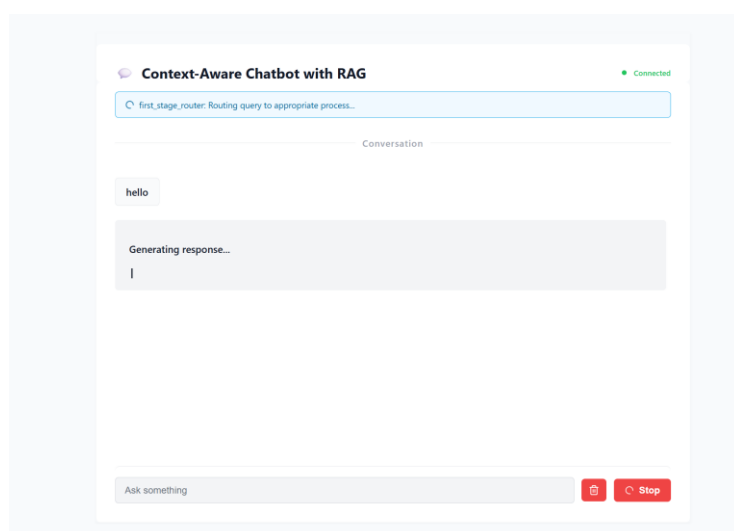 Context-Aware Chatbot with RAG
Connected
first_stage_router: Routing query to appropriate process...
Conversation
hello
Generating response...
Ask something
Stop